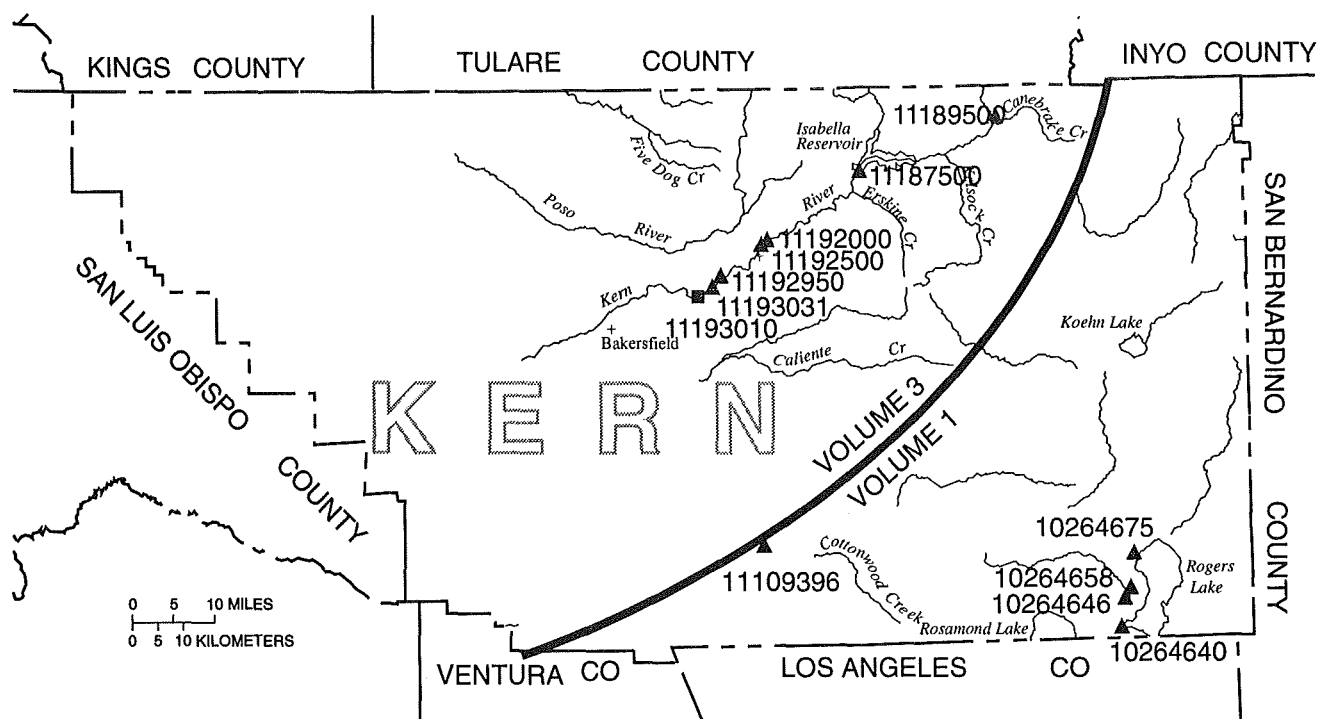 KINGS COUNTY
TULARE COUNTY
INYO COUNTY
11189500
Canebrake Cr
Isabella
Reservoir
11187500
Five Dog Cr
Erskine Cr
Poso River
River
11192000
11192500
11192950
11193031
11193010
Kern
Bakersfield
Caliente Cr
Koehn Lake
SAN BERNARDINO
COUNTY
SAN LUIS OBISPO
COUNTY
KERN
VOLUME 3
VOLUME 1
11109396
Cottonwood Creek
10264675
10264658
10264646
10264640
Rogers
Lake
Rosamond Lake
0 5 10 MILES
0 5 10 KILOMETERS
VENTURA CO
LOS ANGELES CO